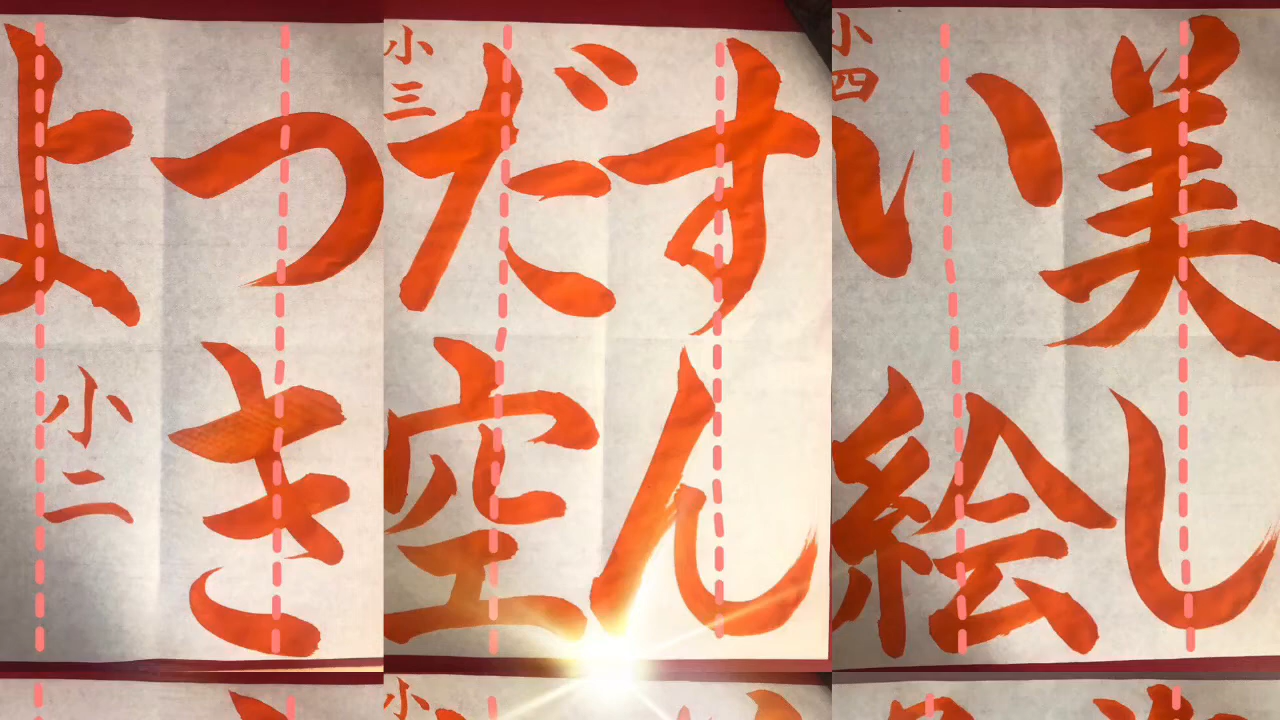 つき
よ
小二
すん
だ空
小三
美し
い絵
小四